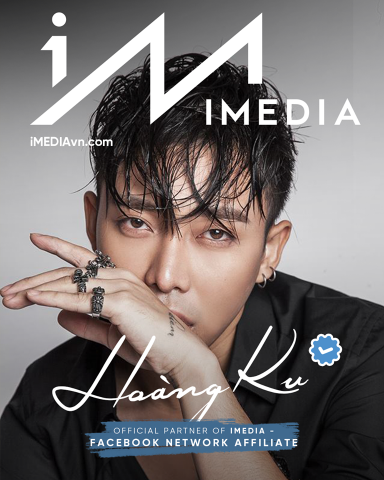 iM
IMEDIA
iMEDIAvn.com
Hoàng Ku
OFFICIAL PARTNER OF IMEDIA -
FACEBOOK NETWORK AFFILIATE